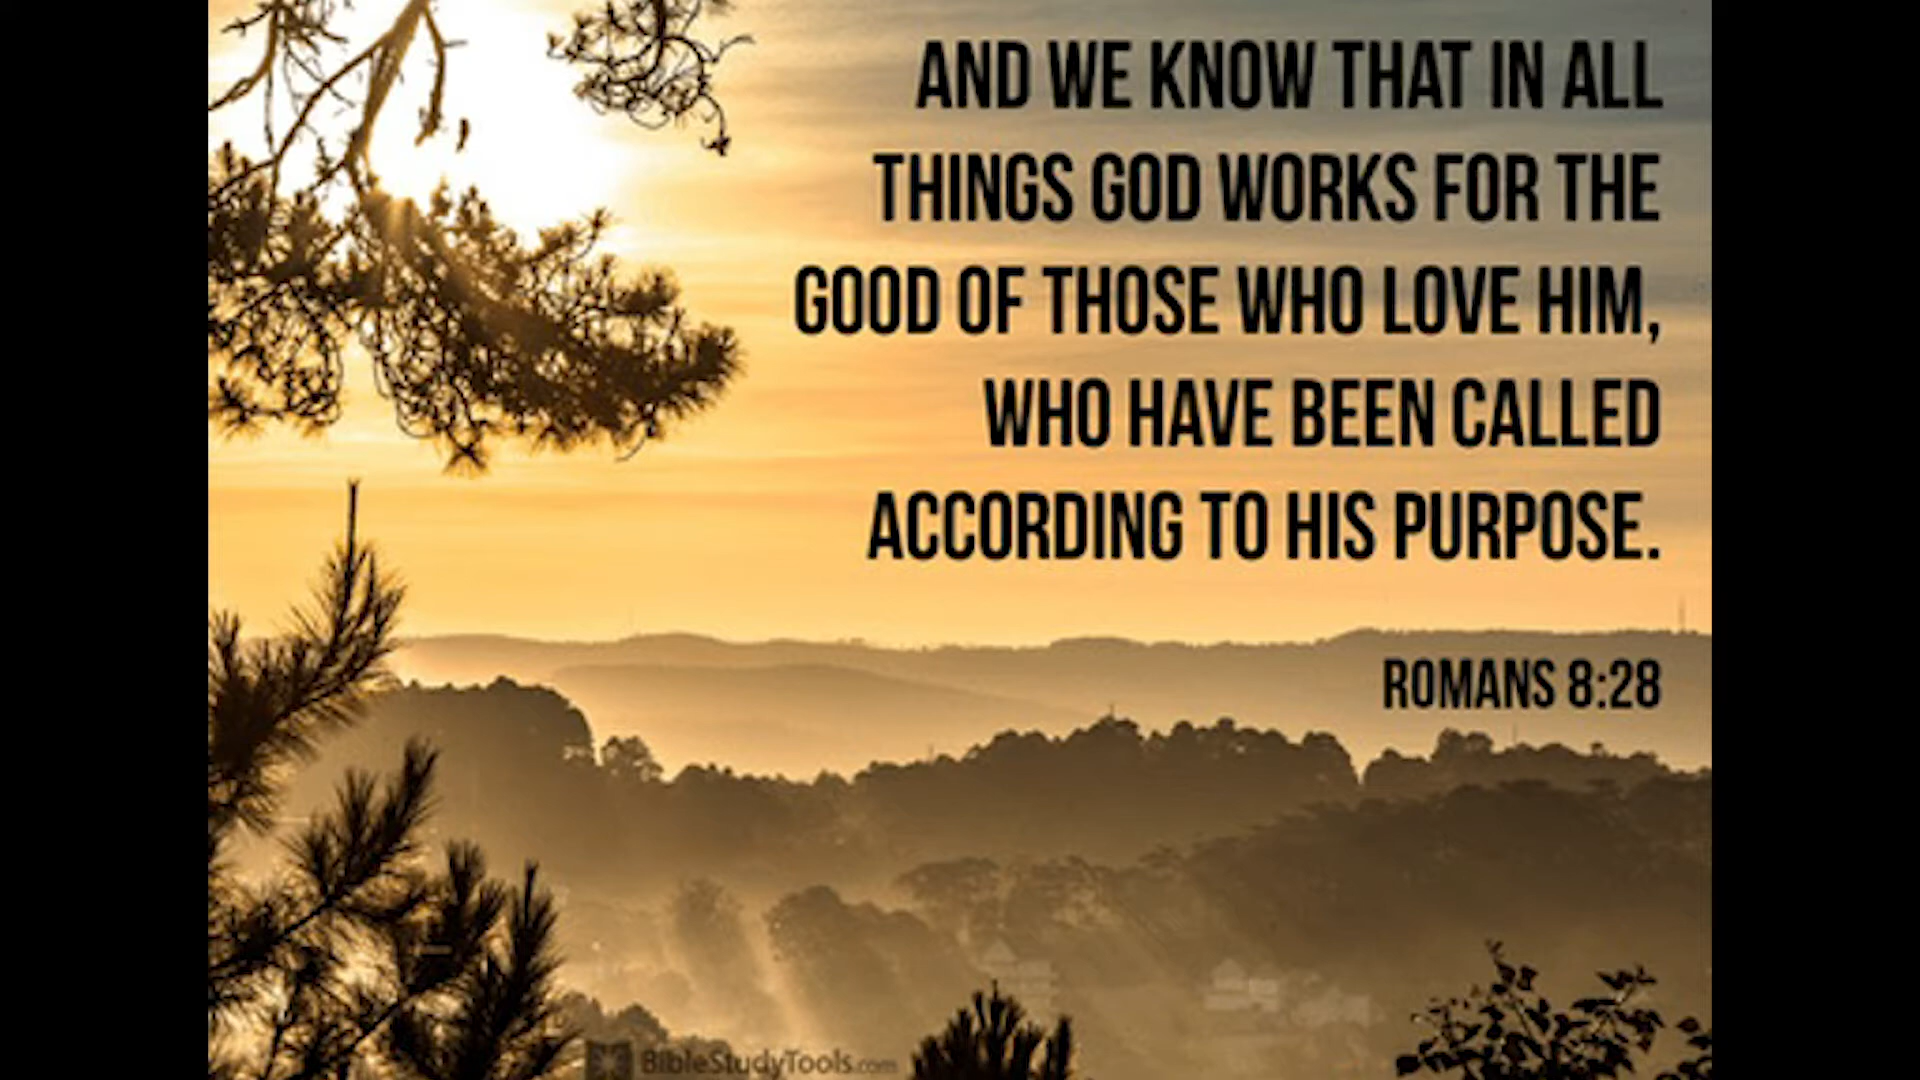 AND WE KNOW THAT IN ALL
THINGS GOD WORKS FOR THE
GOOD OF THOSE WHO LOVE HIM,
WHO HAVE BEEN CALLED
ACCORDING TO HIS PURPOSE.
ROMANS 8:28
BibleStudyTools.com